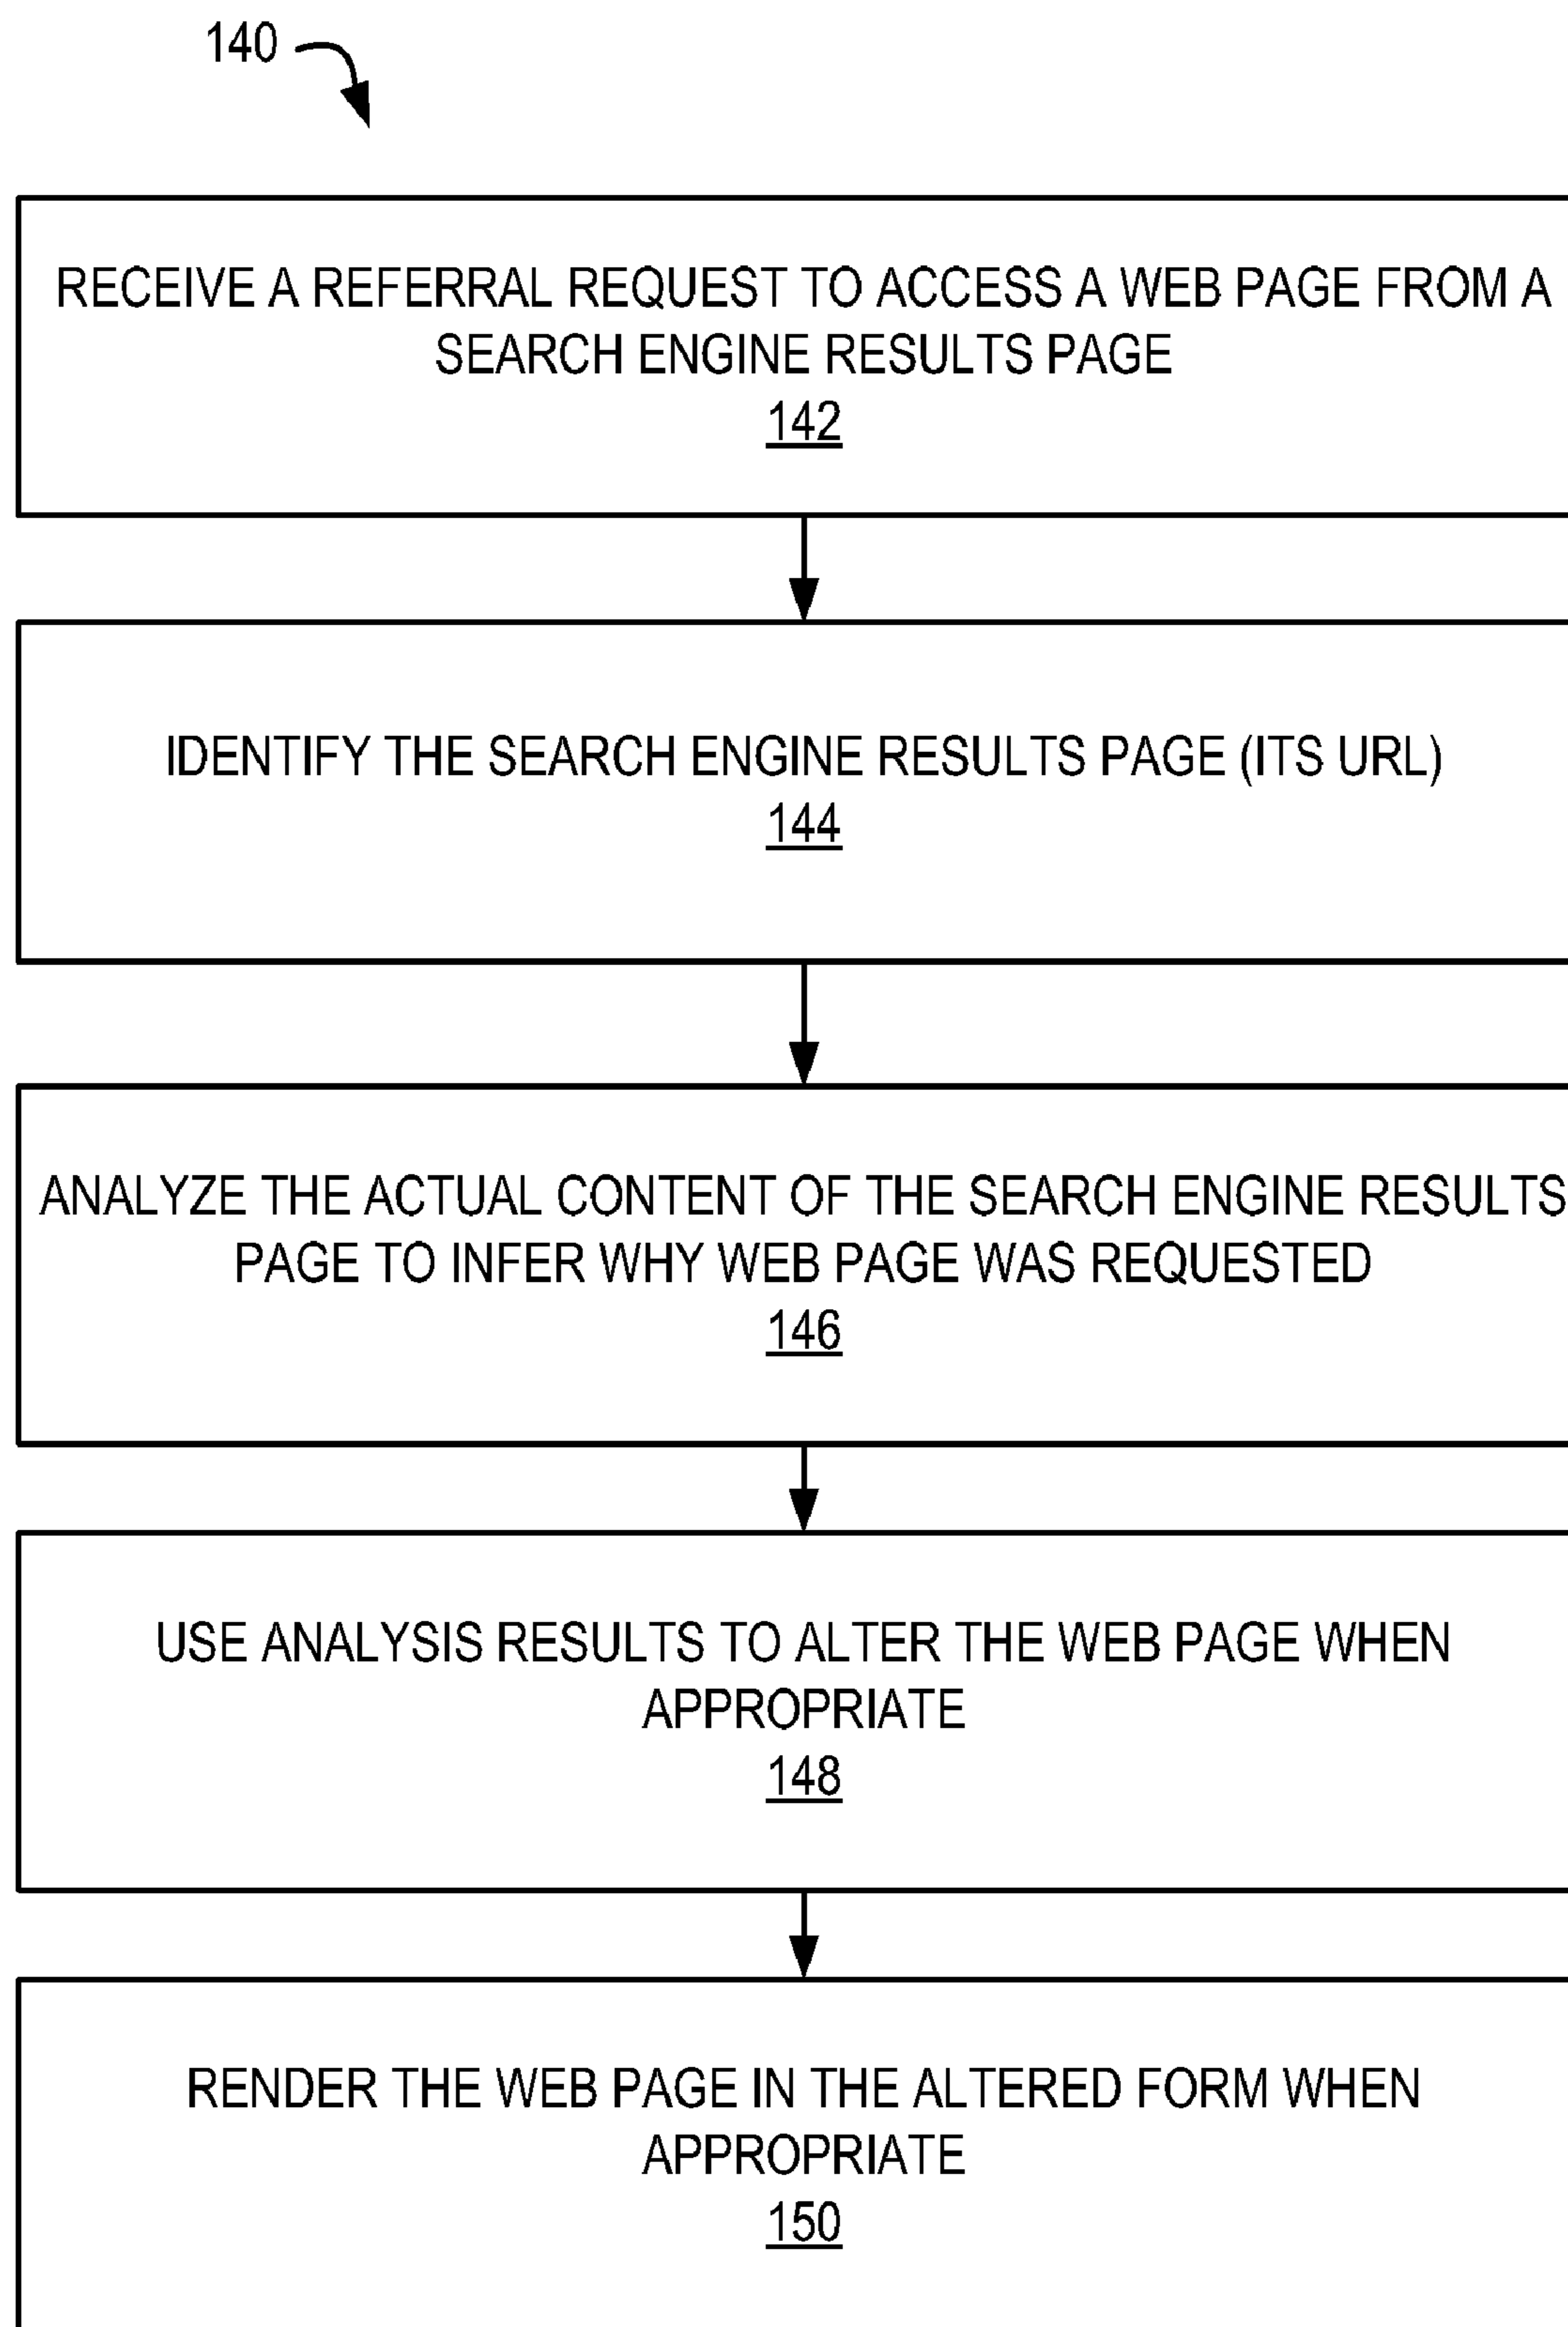 140
RECEIVE A REFERRAL REQUEST TO ACCESS A WEB PAGE FROM A
SEARCH ENGINE RESULTS PAGE
142
IDENTIFY THE SEARCH ENGINE RESULTS PAGE (ITS URL)
144
ANALYZE THE ACTUAL CONTENT OF THE SEARCH ENGINE RESULTS
PAGE TO INFER WHY WEB PAGE WAS REQUESTED
146
USE ANALYSIS RESULTS TO ALTER THE WEB PAGE WHEN
APPROPRIATE
148
RENDER THE WEB PAGE IN THE ALTERED FORM WHEN
APPROPRIATE
150